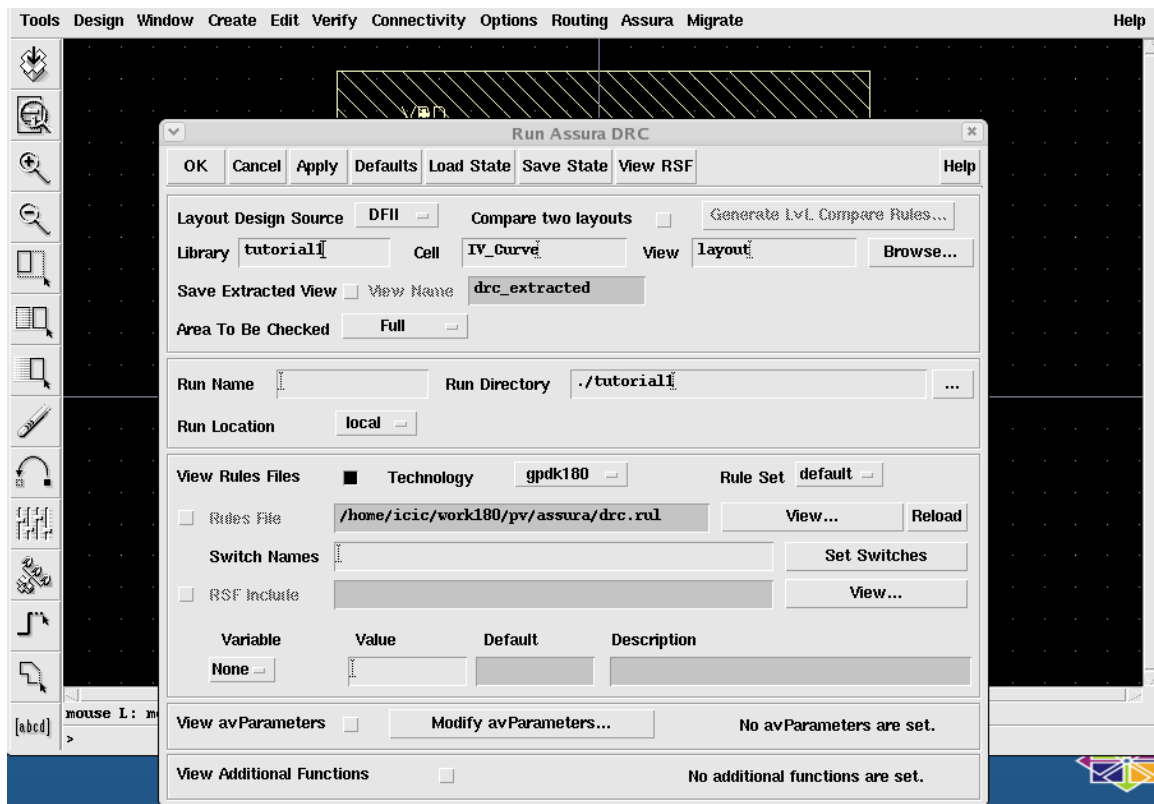 Tools Design Window Create Edit Verify Connectivity Options Routing Assura Migrate Help
Run Assura DRC
OK Cancel Apply Defaults Load State Save State View RSF Help
Layout Design Source DFII Compare two layouts Generate LvL Compare Rules...
Library tutorial1 Cell IV_Curve View layout Browse...
Save Extracted View View Name drc_extracted
Area To Be Checked Full
Run Name Run Directory ./tutorial1 ...
Run Location local
View Rules Files Technology gpdk180 Rule Set default
Rules File /home/icic/work180/pv/assura/drc.rul View... Reload
Switch Names Set Switches
RSF Include View...
Variable Value Default Description
None
[abcd] mouse L:
>
View avParameters Modify avParameters... No avParameters are set.
View Additional Functions No additional functions are set.